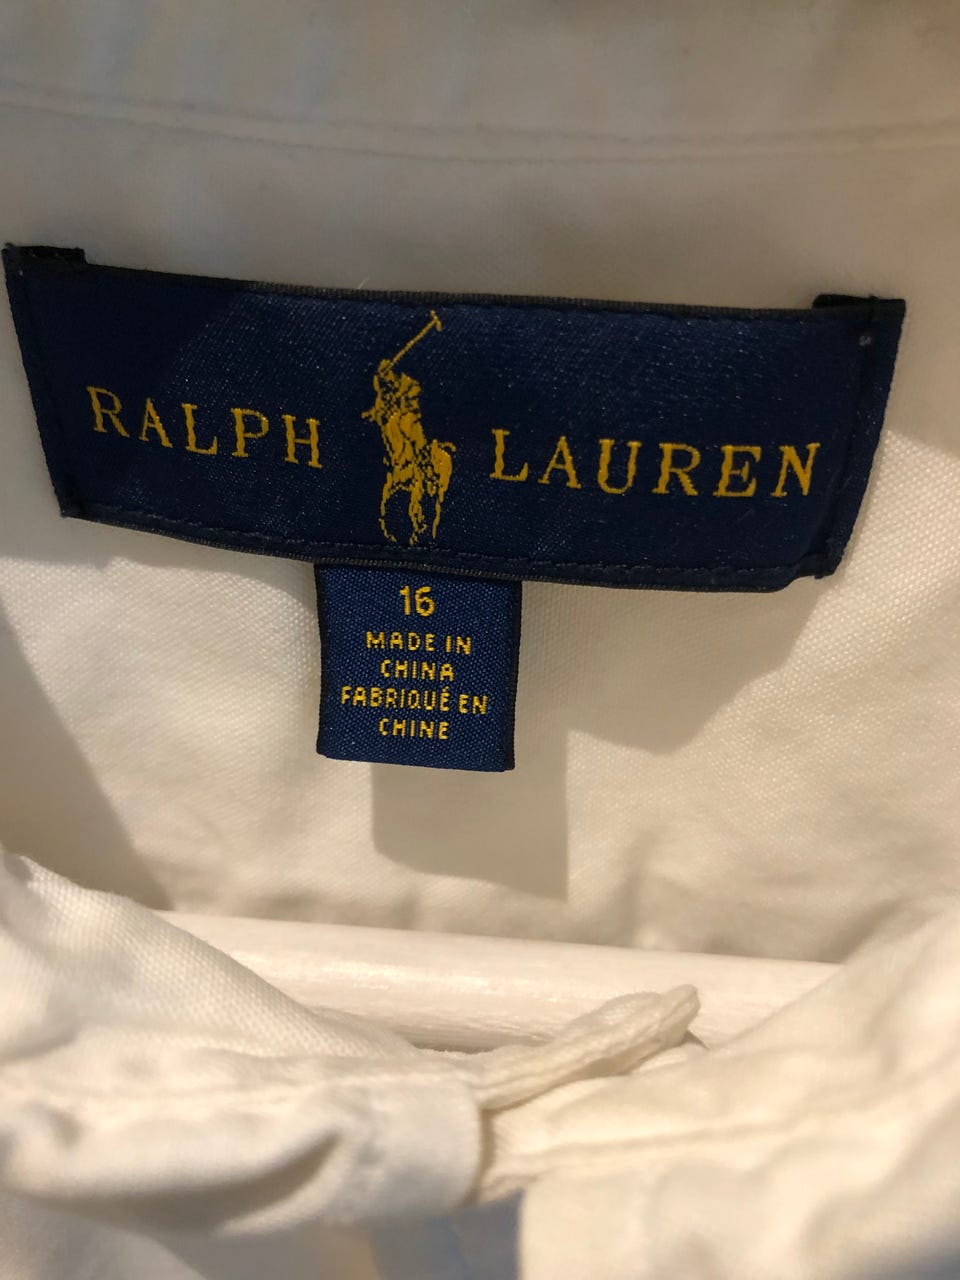 RALPH LAUREN
16
MADE IN
CHINA
FABRIQUÉ EN
CHINE